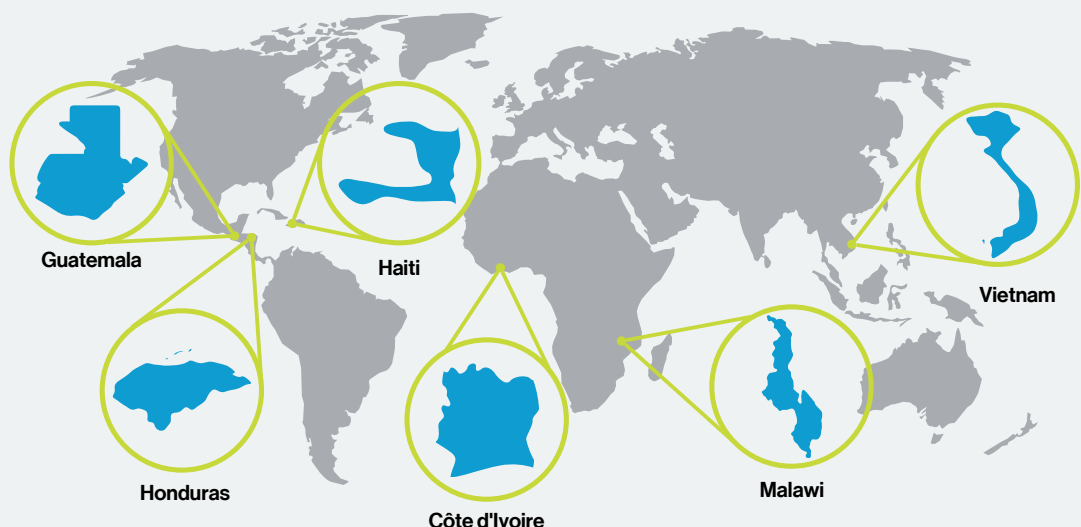 Guatemala
Haiti
Vietnam
Honduras
Malawi
Côte d'Ivoire